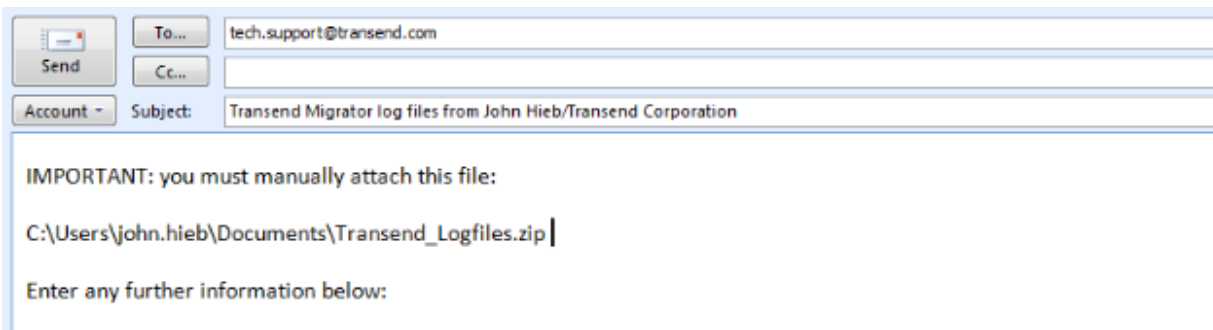 To...
tech.support@transend.com
Send
Cc...
Account
Subject:
Transend Migrator log files from John Hieb/Transend Corporation
IMPORTANT: you must manually attach this file:
C:\Users\john.hieb\Documents\Transend_Logfiles.zip
Enter any further information below: